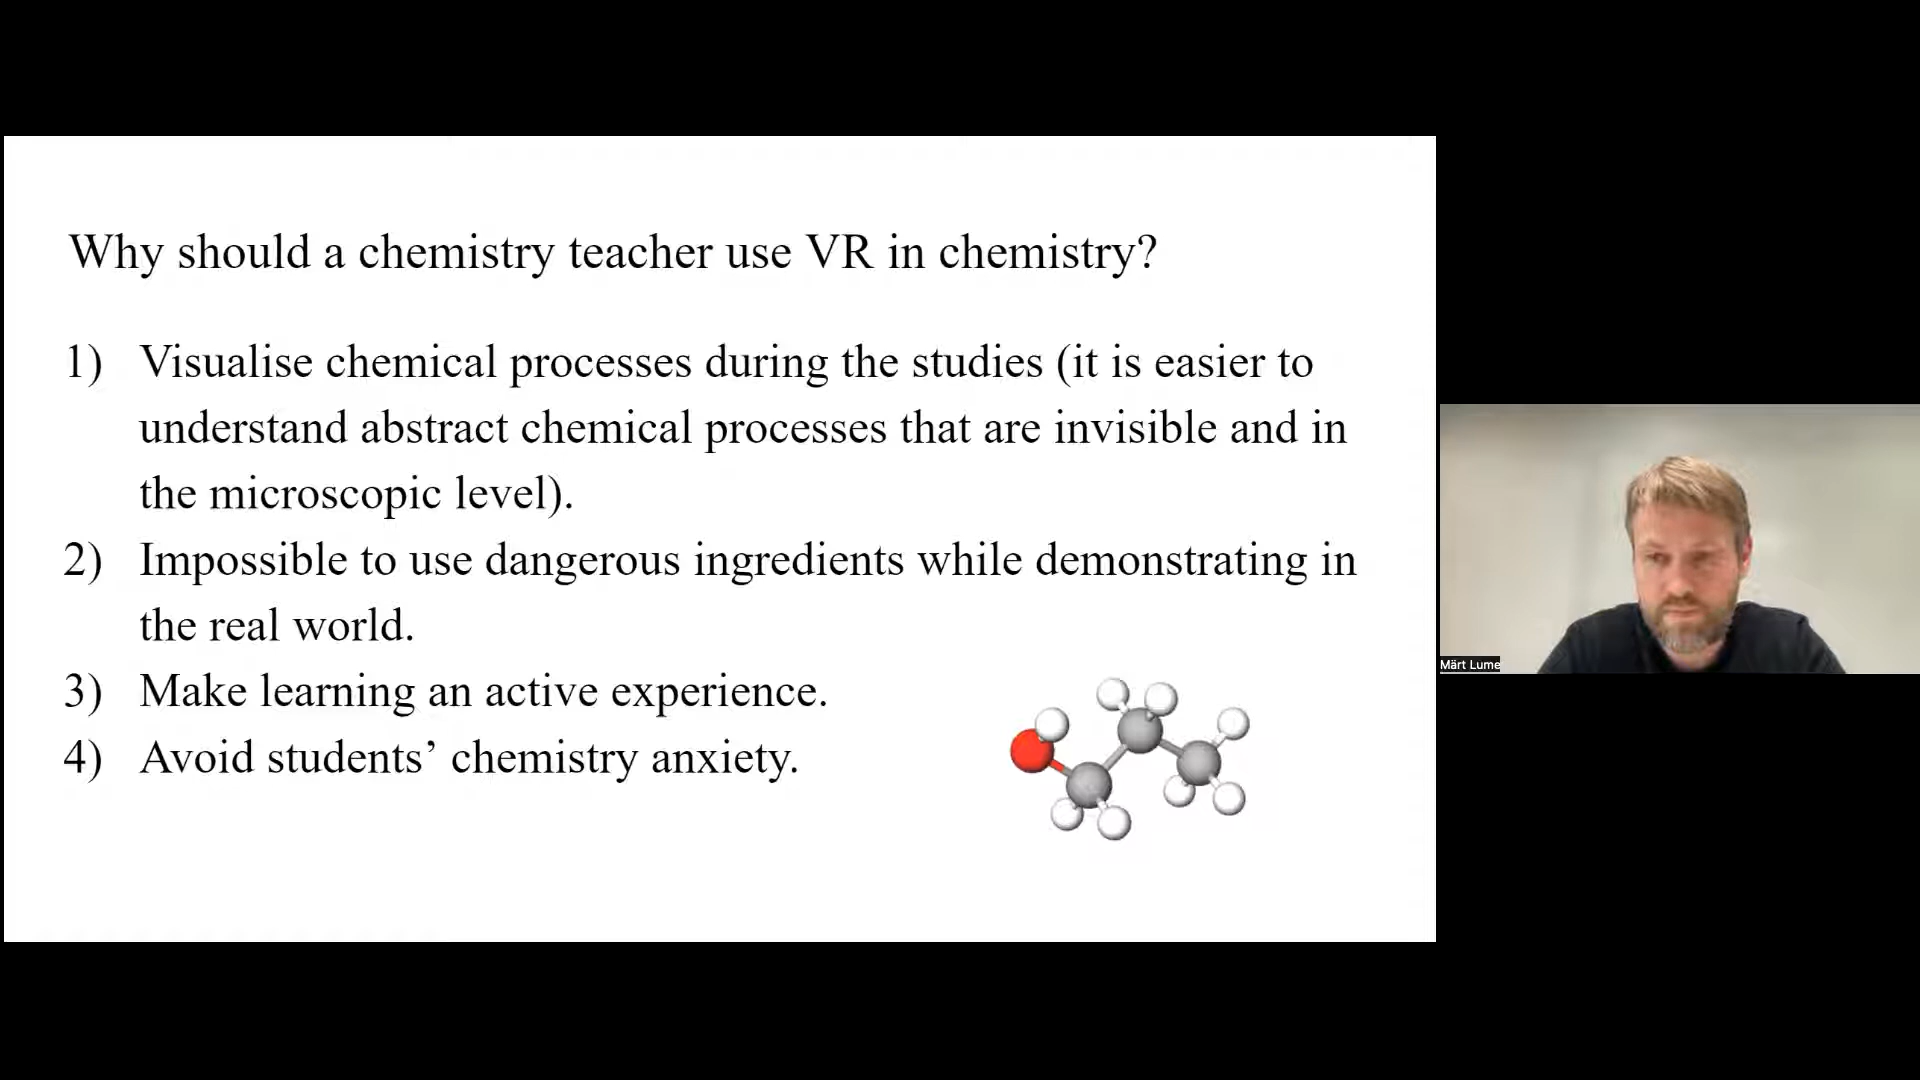 Why should a chemistry teacher use VR in chemistry?
1) Visualise chemical processes during the studies (it is easier to
understand abstract chemical processes that are invisible and in
the microscopic level).
2) Impossible to use dangerous ingredients while demonstrating in
the real world.
3) Make learning an active experience.
4) Avoid students’ chemistry anxiety.
Märt Lume